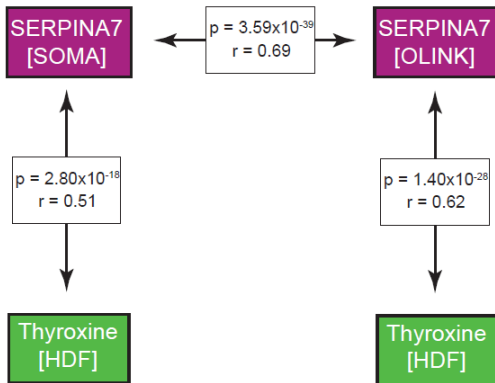 SERPINA7
[SOMA]
p = 3.59x10⁻³⁹
r = 0.69
SERPINA7
[OLINK]
p = 2.80x10⁻¹⁸
r = 0.51
p = 1.40x10⁻²⁸
r = 0.62
Thyroxine
[HDF]
Thyroxine
[HDF]